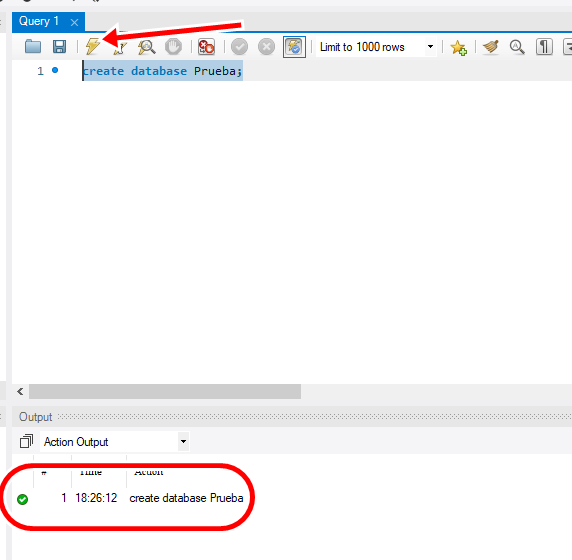 Query 1
Limit to 1000 rows
1 create database Prueba;
Output
Action Output
# Time Action
1 18:26:12 create database Prueba